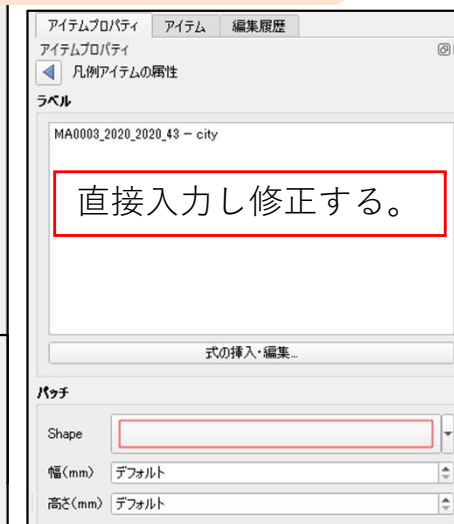 アイテムプロパティ アイテム 編集履歴
アイテムプロパティ
凡例アイテムの属性
ラベル
MA0003_2020_2020_43 — city
直接入力し修正する。
式の挿入・編集...
パッチ
Shape
幅(mm) デフォルト
高さ(mm) デフォルト